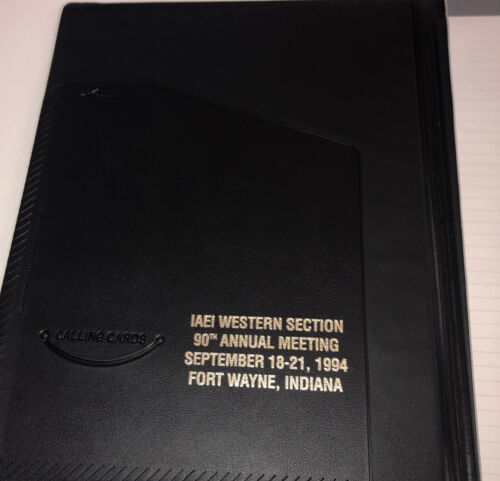 CALLING CARDS
IAEI WESTERN SECTION
90TH ANNUAL MEETING
SEPTEMBER 18-21, 1994
FORT WAYNE, INDIANA